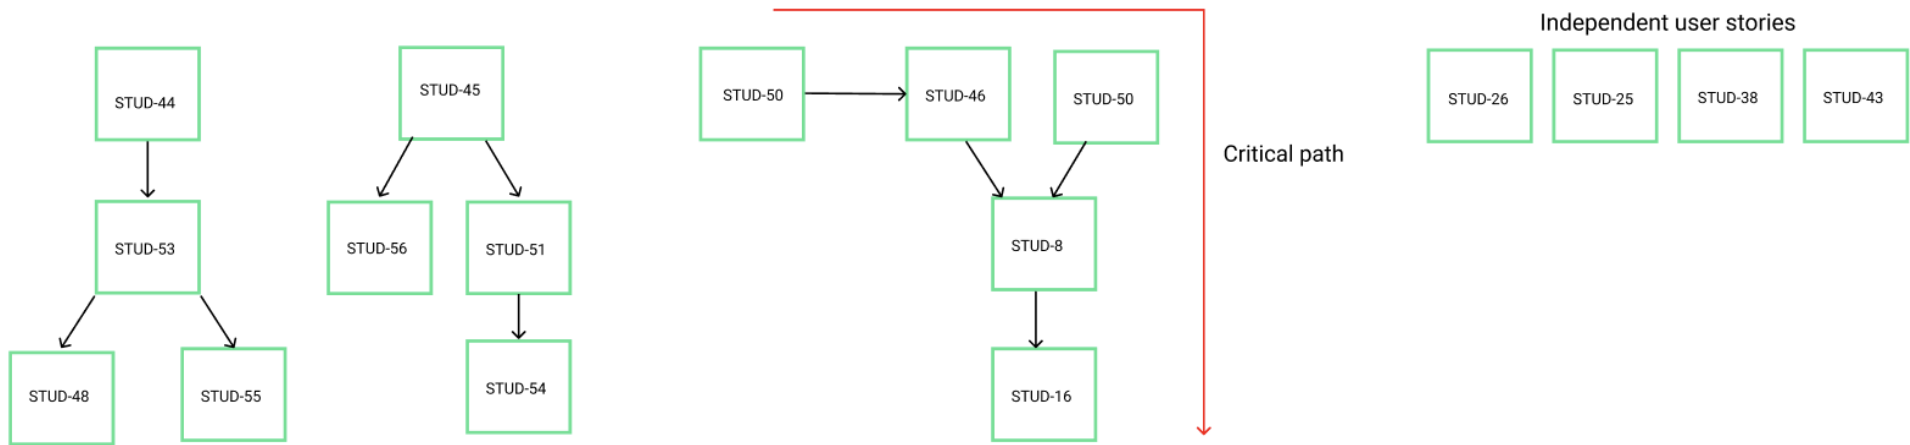 Independent user stories
STUD-44
STUD-45
STUD-50
STUD-46
STUD-50
STUD-26
STUD-25
STUD-38
STUD-43
Critical path
STUD-53
STUD-56
STUD-51
STUD-8
STUD-48
STUD-55
STUD-54
STUD-16